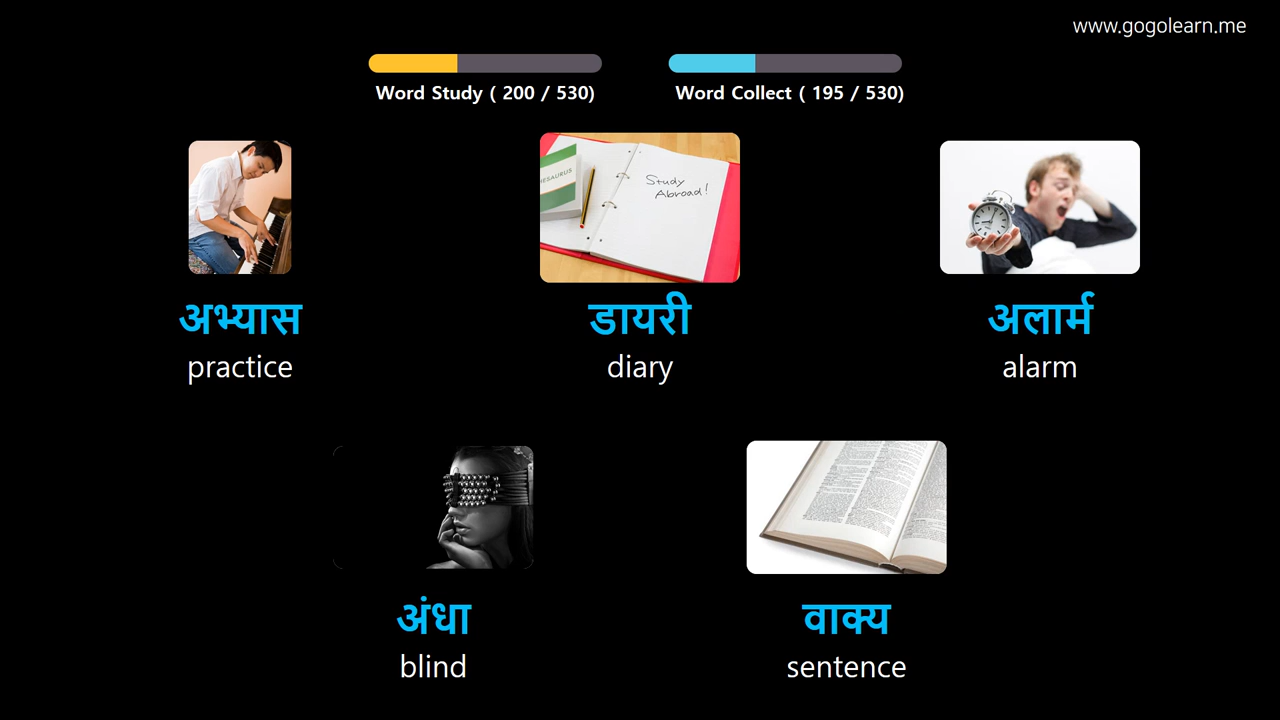 www.gogolearn.me
Word Study ( 200 / 530)
Word Collect ( 195 / 530)
Study
Abroad!
अभ्यास
practice
डायरी
diary
अलार्म
alarm
अंधा
blind
वाक्य
sentence